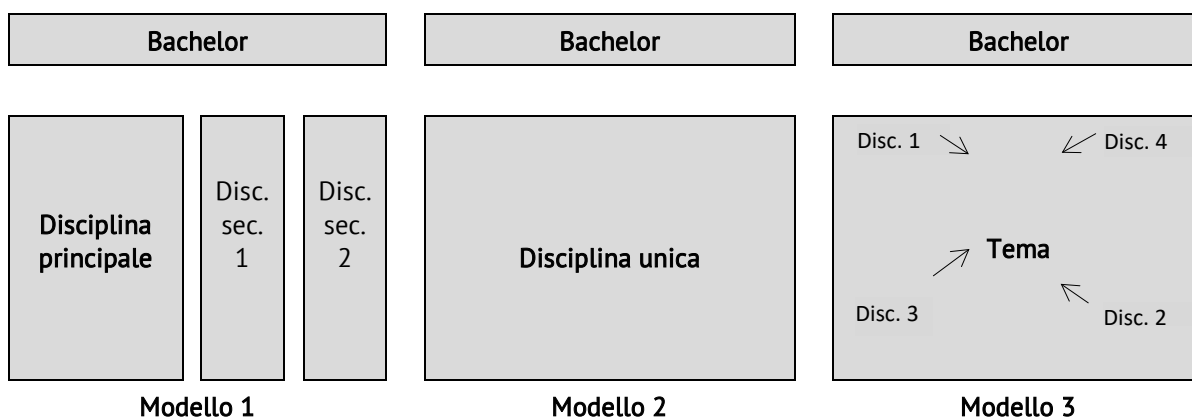 Bachelor
Disciplina
principale
Disc.
sec.
1
Disc.
sec.
2
Modello 1
Bachelor
Disciplina unica
Modello 2
Bachelor
Disc. 1
Disc. 4
Tema
Disc. 3
Disc. 2
Modello 3